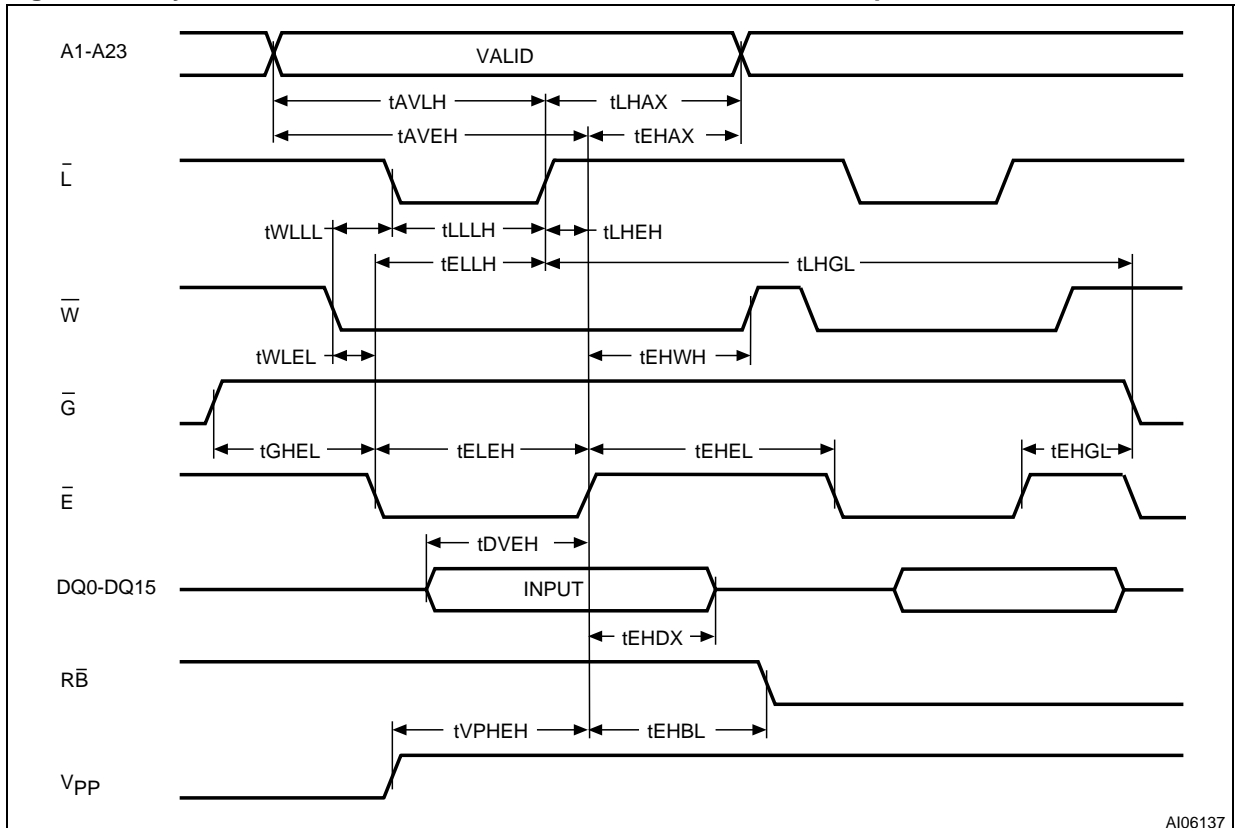 A1-A23
VALID
tAVLH
tLHAX
tAVEH
tEHAX
L̅
tWLLL
tLLLH
tLHEH
tELLH
tLHGL
W̅
tWLEL
tEHWH
G̅
tGHEL
tELEH
tEHEL
tEHGL
E̅
tDVEH
DQ0-DQ15
INPUT
tEHDX
RB̅
tVPHEH
tEHBL
VPP
AI06137